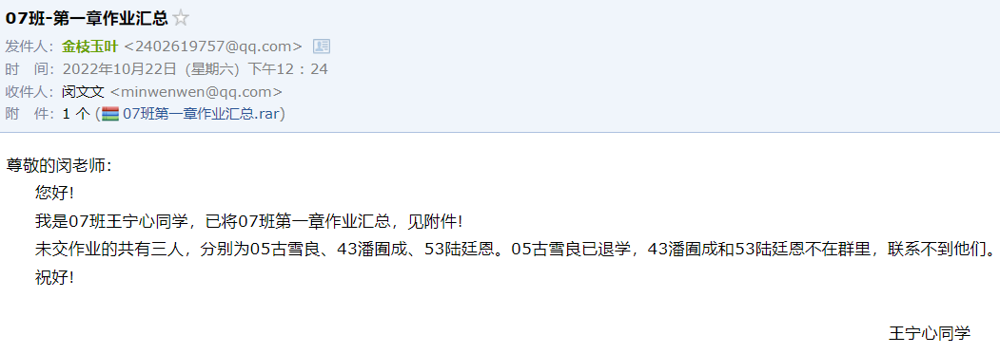 07班-第一章作业汇总
发件人：金枝玉叶 <2402619757@qq.com>
时　间：2022年10月22日（星期六）下午12：24
收件人：闵文文 <minwenwen@qq.com>
附　件：1 个 (07班第一章作业汇总.rar)
尊敬的闵老师：
您好！
我是07班王宁心同学，已将07班第一章作业汇总，见附件！
未交作业的共有三人，分别为05古雪良、43潘囿成、53陆廷恩。05古雪良已退学，43潘囿成和53陆廷恩不在群里，联系不到他们。
祝好！
王宁心同学